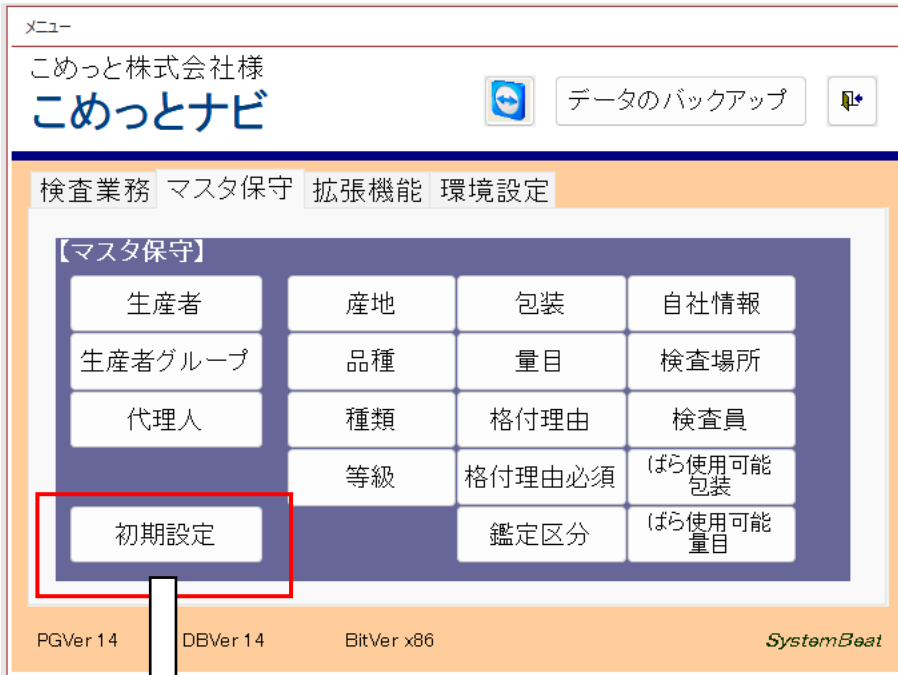 メニュー
こめっと株式会社様
こめっとナビ
データのバックアップ
検査業務 マスタ保守 拡張機能 環境設定
【マスタ保守】
生産者 産地 包装 自社情報
生産者グループ 品種 量目 検査場所
代理人 種類 格付理由 検査員
等級 格付理由必須 ばら使用可能
包装
初期設定 鑑定区分 ばら使用可能
量目
PGVer 14 DBVer 14 BitVer x86 SystemBeat